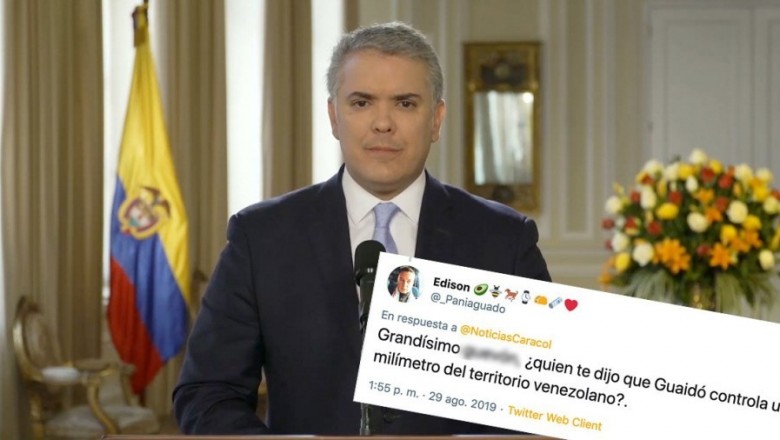 Edison
@_Paniaguado
En respuesta a @NoticiasCaracol
Grandísimo ¿quien te dijo que Guaidó controla
milímetro del territorio venezolano?.
1:55 p. m. · 29 ago. 2019 · Twitter Web Client